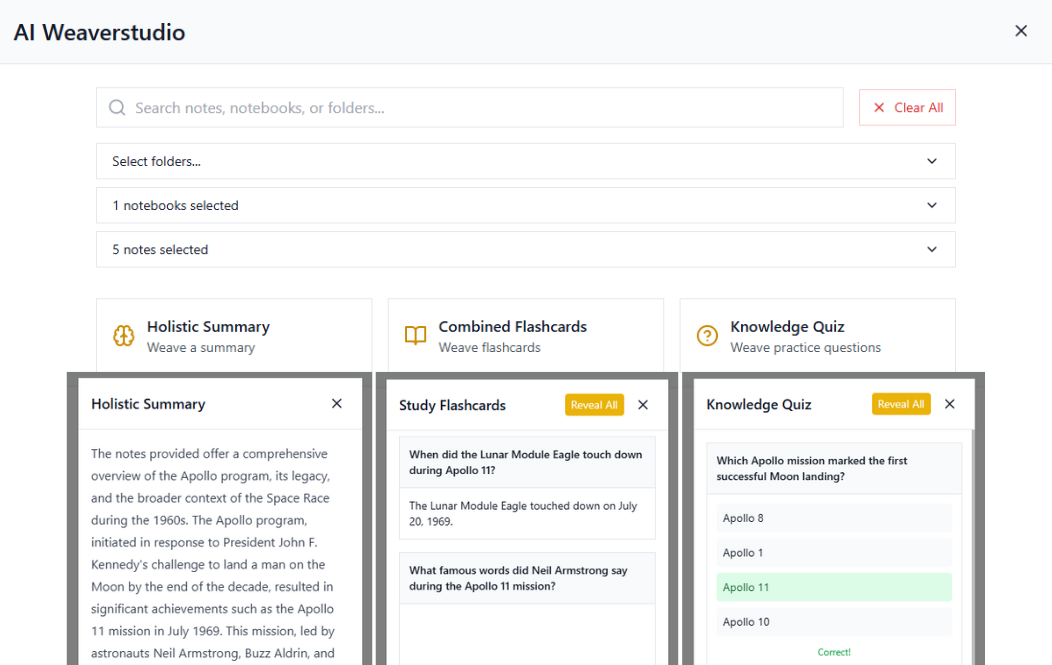 AI Weaverstudio
Search notes, notebooks, or folders...
Clear All
Select folders...
1 notebooks selected
5 notes selected
Holistic Summary
Weave a summary
Combined Flashcards
Weave flashcards
Knowledge Quiz
Weave practice questions
Holistic Summary
The notes provided offer a comprehensive
overview of the Apollo program, its legacy,
and the broader context of the Space Race
during the 1960s. The Apollo program,
initiated in response to President John F.
Kennedy's challenge to land a man on the
Moon by the end of the decade, resulted in
significant achievements such as the Apollo
11 mission in July 1969. This mission, led by
astronauts Neil Armstrong, Buzz Aldrin, and
Study Flashcards
Reveal All
When did the Lunar Module Eagle touch down
during Apollo 11?
The Lunar Module Eagle touched down on July
20, 1969.
What famous words did Neil Armstrong say
during the Apollo 11 mission?
Knowledge Quiz
Reveal All
Which Apollo mission marked the first
successful Moon landing?
Apollo 8
Apollo 1
Apollo 11
Apollo 10
Correct!